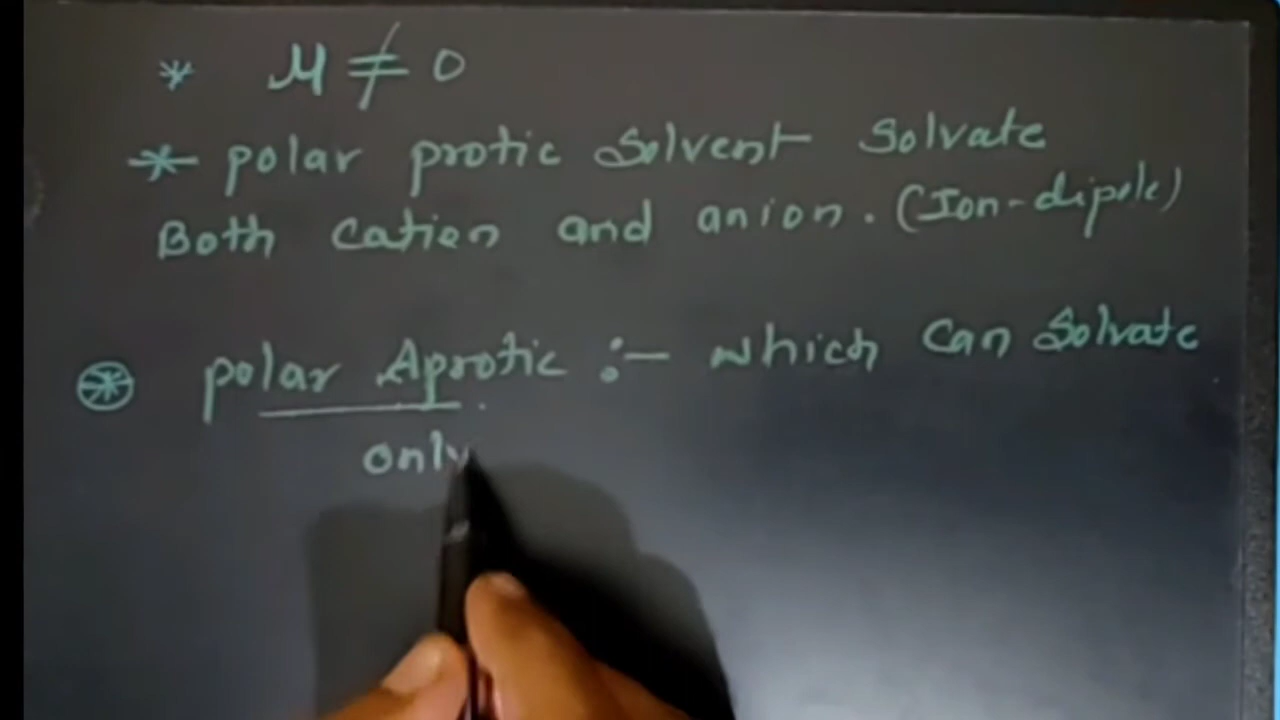 * μ ≠ 0
* polar protic solvent solvate
Both cation and anion. (Ion-dipole)
⊛ polar Aprotic :- which can solvate
only